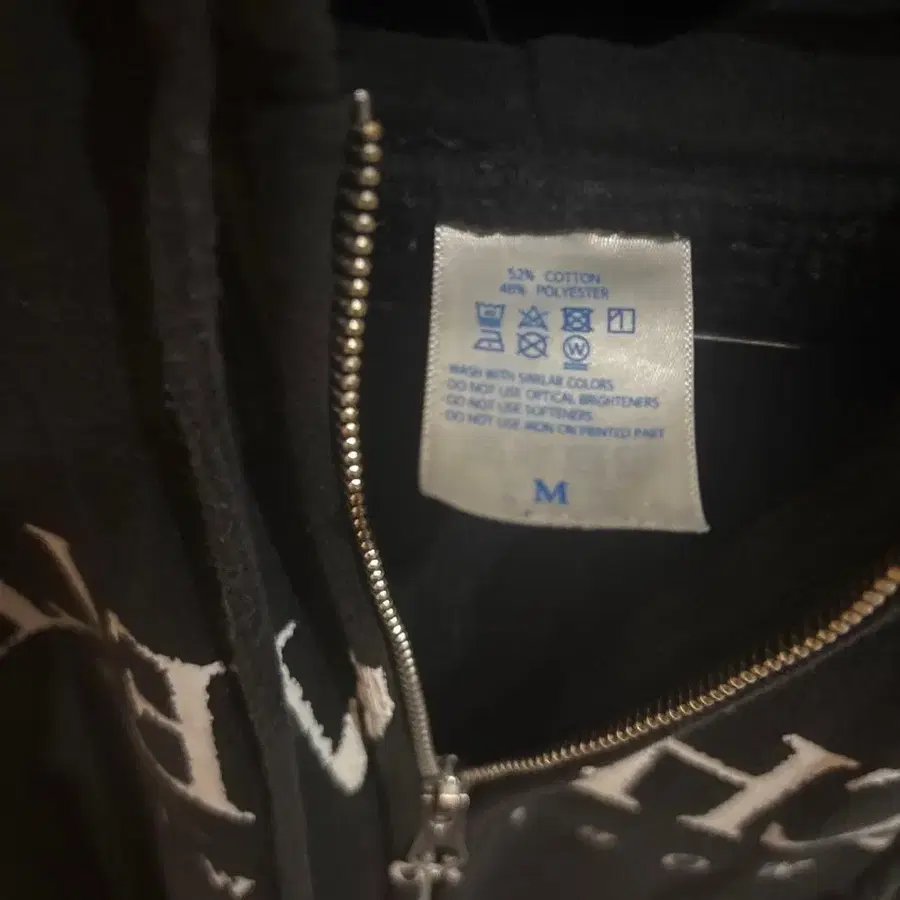 52% COTTON
48% POLYESTER
W
WASH WITH SIMILAR COLORS
DO NOT USE OPTICAL BRIGHTENERS
DO NOT USE SOFTENERS
DO NOT USE IRON ON PRINTED PART
M